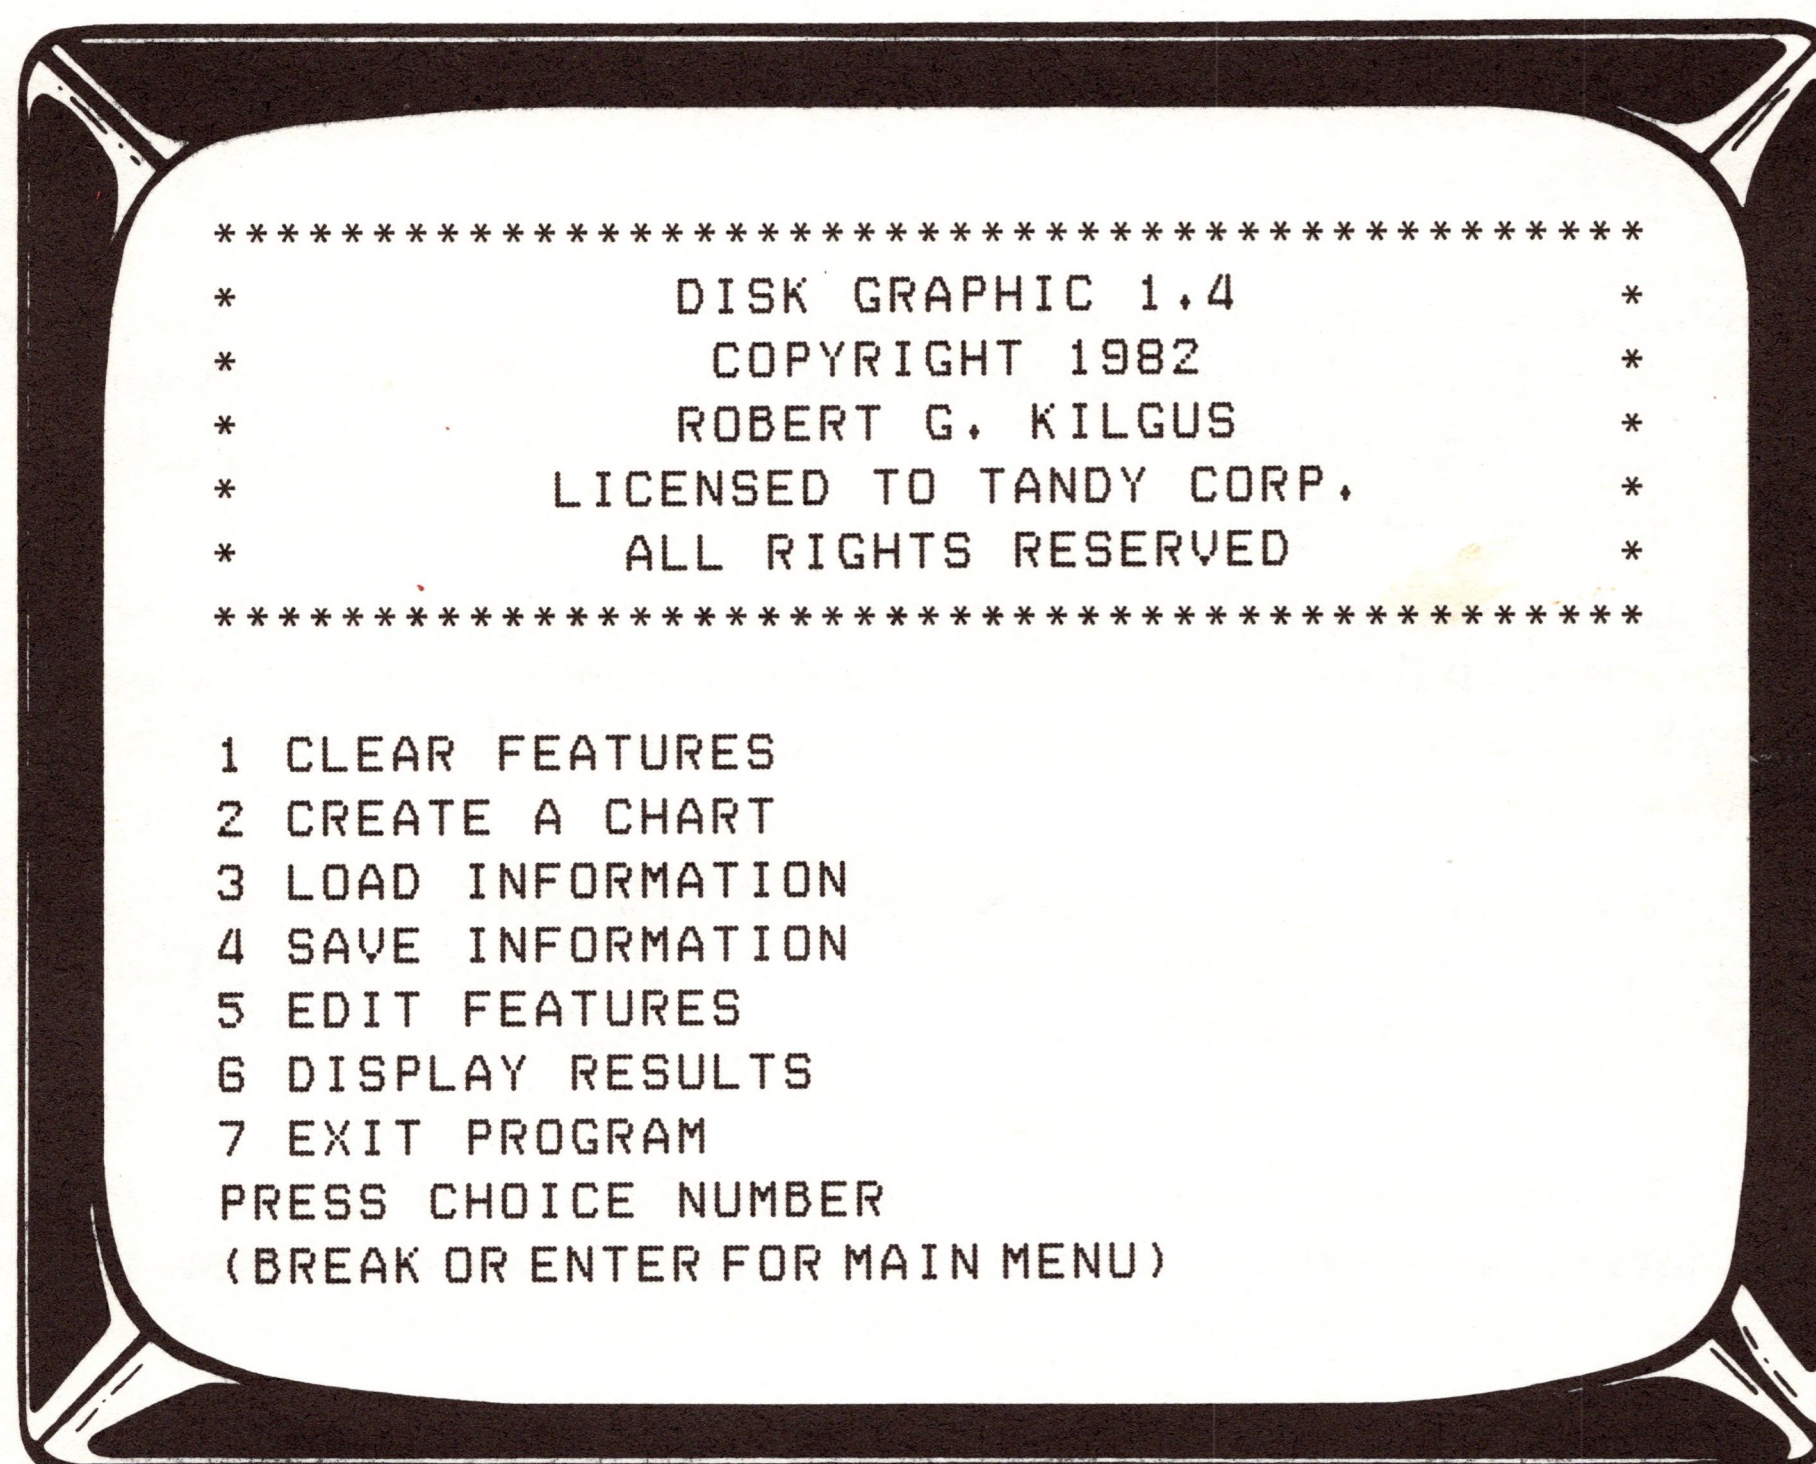 *********************************************
* DISK GRAPHIC 1.4 *
* COPYRIGHT 1982 *
* ROBERT G. KILGUS *
* LICENSED TO TANDY CORP. *
* ALL RIGHTS RESERVED *
*********************************************
1 CLEAR FEATURES
2 CREATE A CHART
3 LOAD INFORMATION
4 SAVE INFORMATION
5 EDIT FEATURES
6 DISPLAY RESULTS
7 EXIT PROGRAM
PRESS CHOICE NUMBER
(BREAK OR ENTER FOR MAIN MENU)